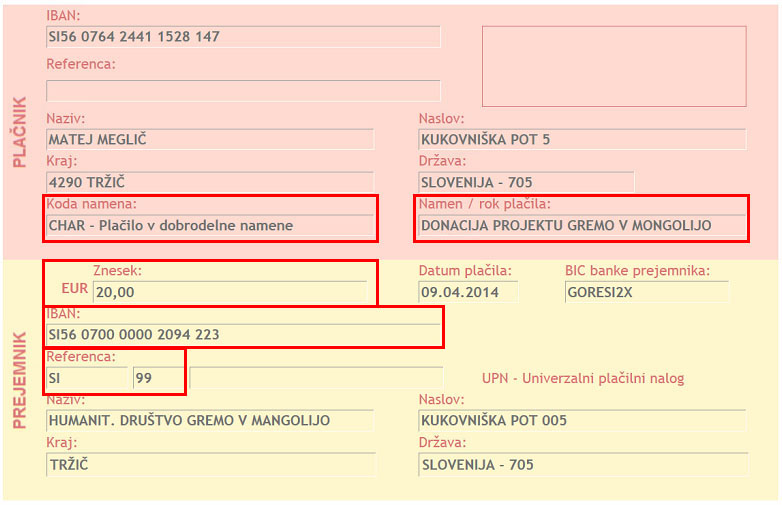 PLAČNIK
IBAN:
SI56 0764 2441 1528 147
Referenca:
Naziv: Naslov:
MATEJ MEGLIČ KUKOVNIŠKA POT 5
Kraj: Država:
4290 TRŽIČ SLOVENIJA - 705
Koda namena: Namen / rok plačila:
CHAR - Plačilo v dobrodelne namene DONACIJA PROJEKTU GREMO V MONGOLIJO
PREJEMNIK
Znesek: Datum plačila: BIC banke prejemnika:
EUR 20,00 09.04.2014 GORESI2X
IBAN:
SI56 0700 0000 2094 223
Referenca:
SI 99 UPN - Univerzalni plačilni nalog
Naziv: Naslov:
HUMANIT. DRUŠTVO GREMO V MANGOLIJO KUKOVNIŠKA POT 005
Kraj: Država:
TRŽIČ SLOVENIJA - 705